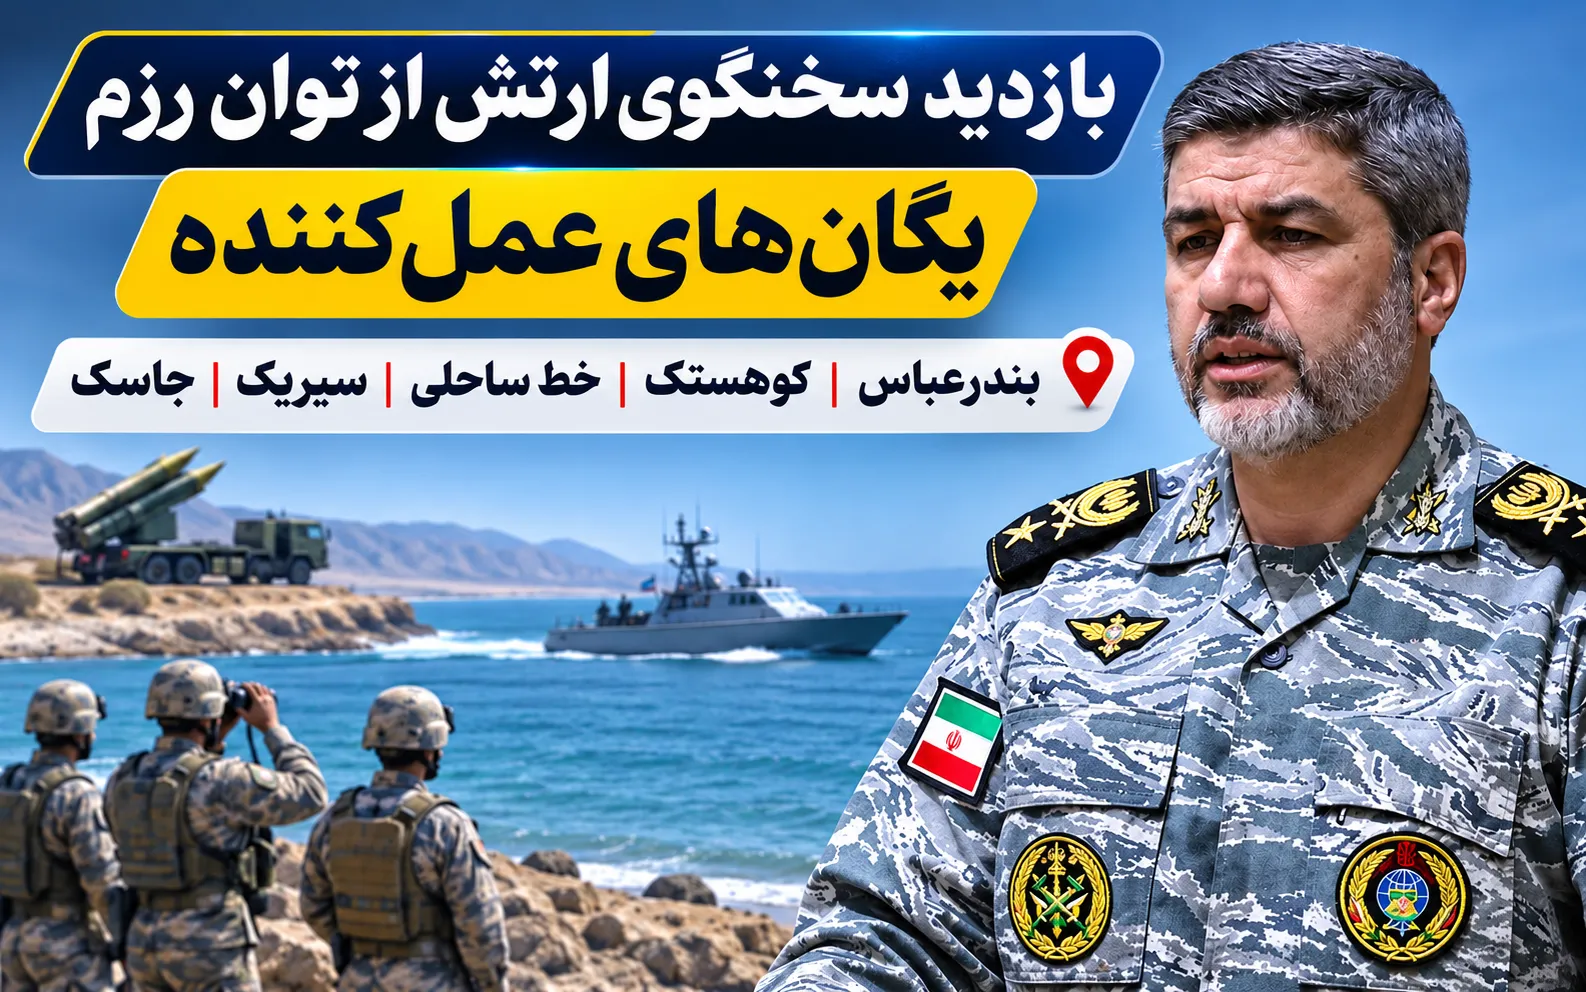 بازدید سخنگوی ارتش از توان رزم
یگان‌های عمل‌کننده
بندرعباس | کوهستک | خط ساحلی | سیریک | جاسک